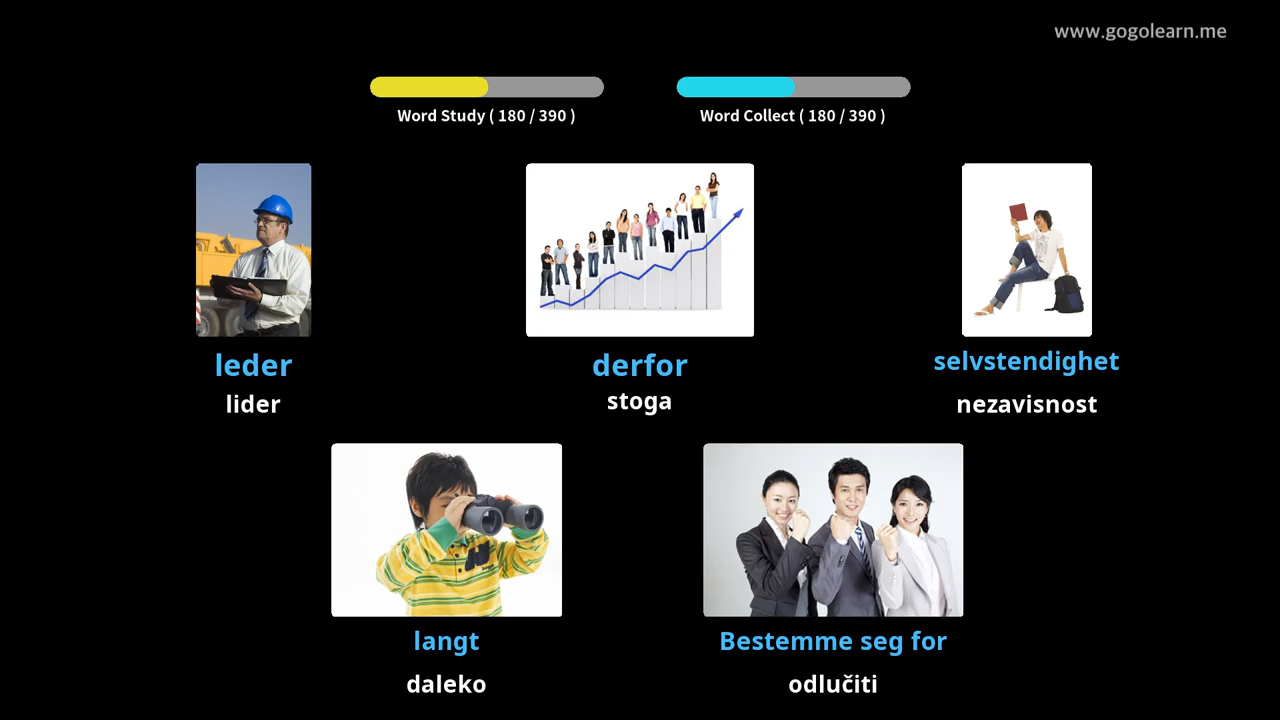 www.gogolearn.me
Word Study ( 180 / 390 )
Word Collect ( 180 / 390 )
leder
lider
derfor
stoga
selvstendighet
nezavisnost
langt
daleko
Bestemme seg for
odlučiti